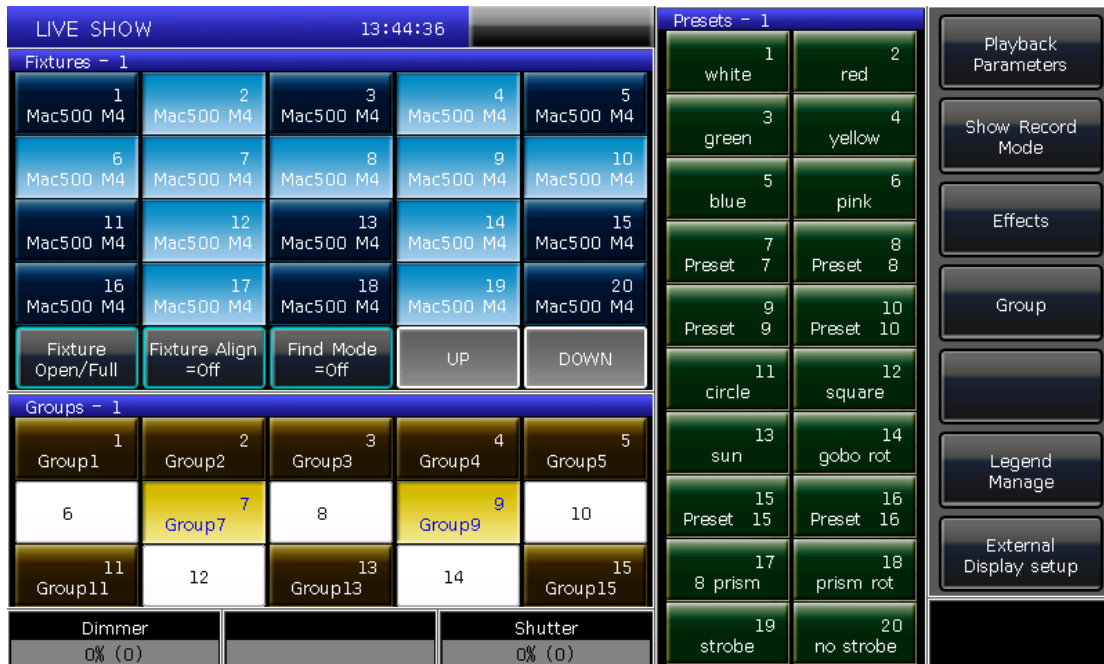 LIVE SHOW 13:44:36
Fixtures - 1
1 2 3 4 5
Mac500 M4 Mac500 M4 Mac500 M4 Mac500 M4 Mac500 M4
6 7 8 9 10
Mac500 M4 Mac500 M4 Mac500 M4 Mac500 M4 Mac500 M4
11 12 13 14 15
Mac500 M4 Mac500 M4 Mac500 M4 Mac500 M4 Mac500 M4
16 17 18 19 20
Mac500 M4 Mac500 M4 Mac500 M4 Mac500 M4 Mac500 M4
Fixture Fixture Align Find Mode UP DOWN
Open/Full =Off =Off
Groups - 1
1 2 3 4 5
Group1 Group2 Group3 Group4 Group5
6 7 8 9 10
Group7 Group9
11 12 13 14 15
Group11 Group13 Group15
Dimmer Shutter
0% (0) 0% (0)
Presets - 1
1 2
white red
3 4
green yellow
5 6
blue pink
7 8
Preset 7 Preset 8
9 10
Preset 9 Preset 10
11 12
circle square
13 14
sun gobo rot
15 16
Preset 15 Preset 16
17 18
8 prism prism rot
19 20
strobe no strobe
Playback
Parameters
Show Record
Mode
Effects
Group
Legend
Manage
External
Display setup